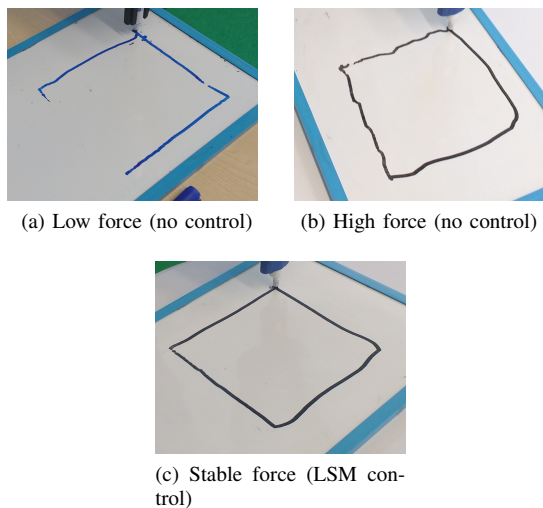 (a) Low force (no control)
(b) High force (no control)
(c) Stable force (LSM con-
trol)